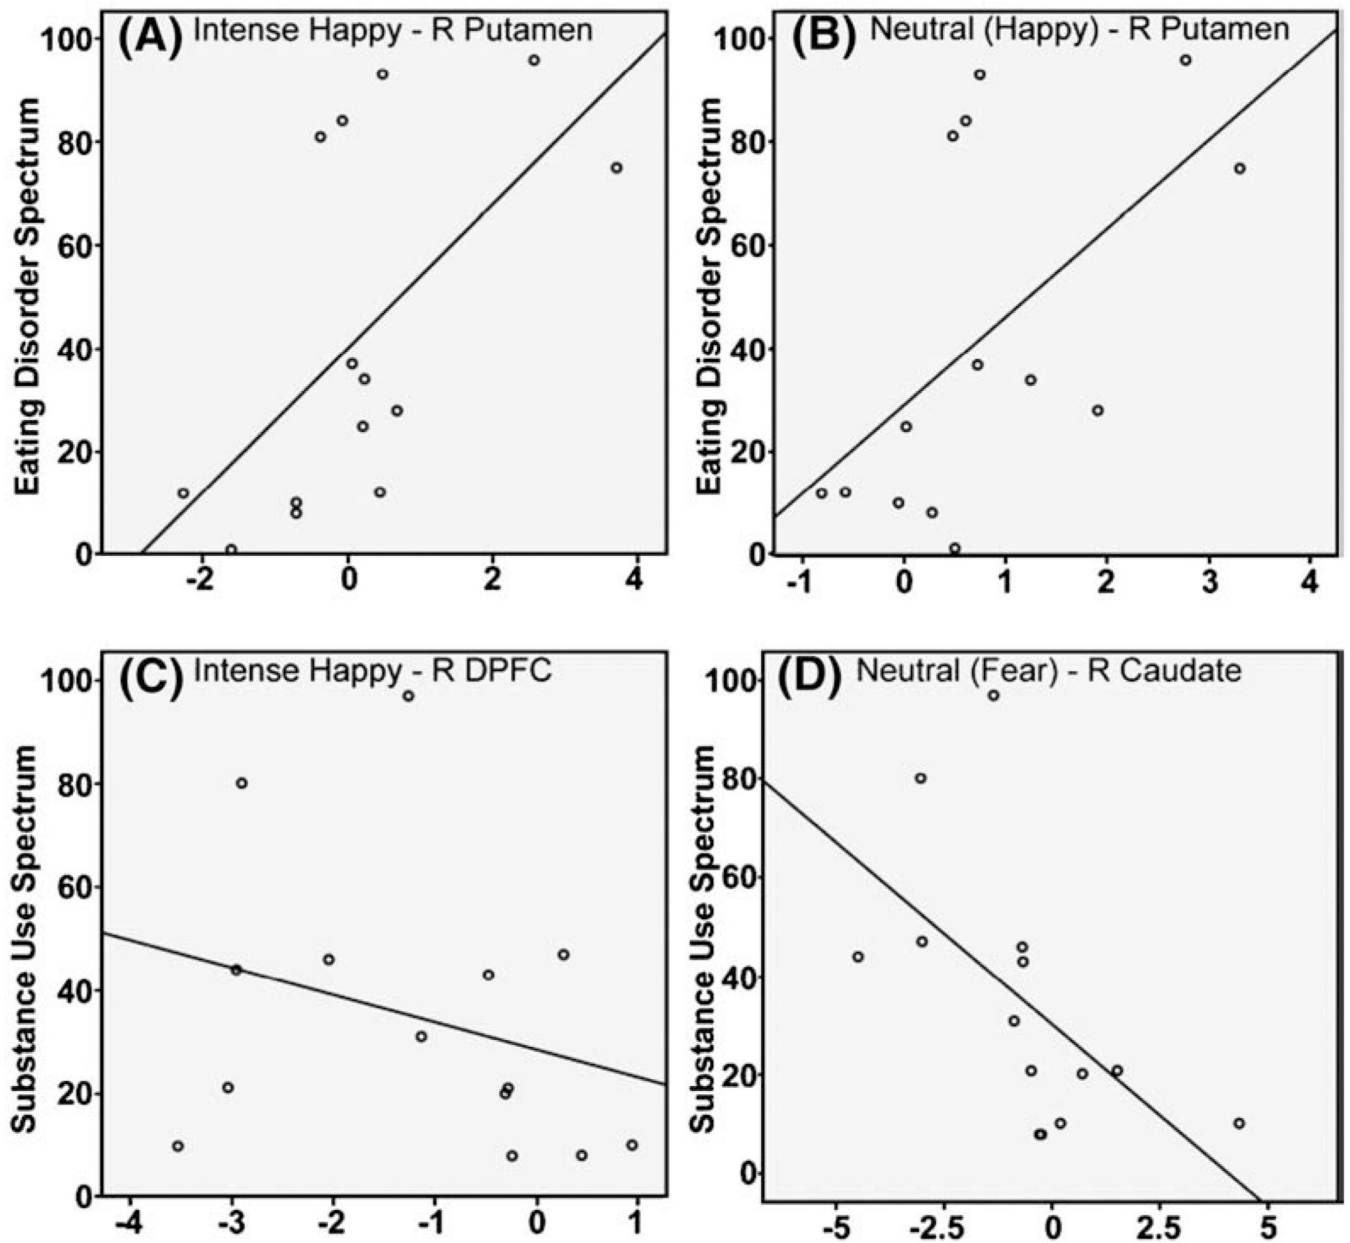 (A) Intense Happy - R Putamen
Eating Disorder Spectrum
100
80
60
40
20
0
-2 0 2 4
(B) Neutral (Happy) - R Putamen
Eating Disorder Spectrum
100
80
60
40
20
0
-1 0 1 2 3 4
(C) Intense Happy - R DPFC
Substance Use Spectrum
100
80
60
40
20
0
-4 -3 -2 -1 0 1
(D) Neutral (Fear) - R Caudate
Substance Use Spectrum
100
80
60
40
20
0
-5 -2.5 0 2.5 5